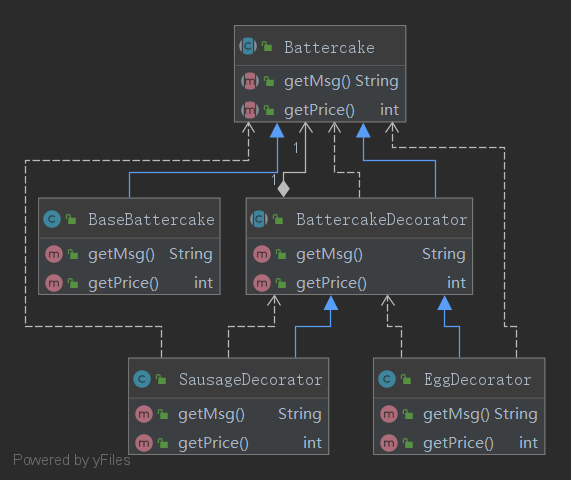 Battercake
getMsg() String
getPrice() int
1
1
BaseBattercake
getMsg() String
getPrice() int
BattercakeDecorator
getMsg() String
getPrice() int
SausageDecorator
getMsg() String
getPrice() int
EggDecorator
getMsg() String
getPrice() int
Powered by yFiles